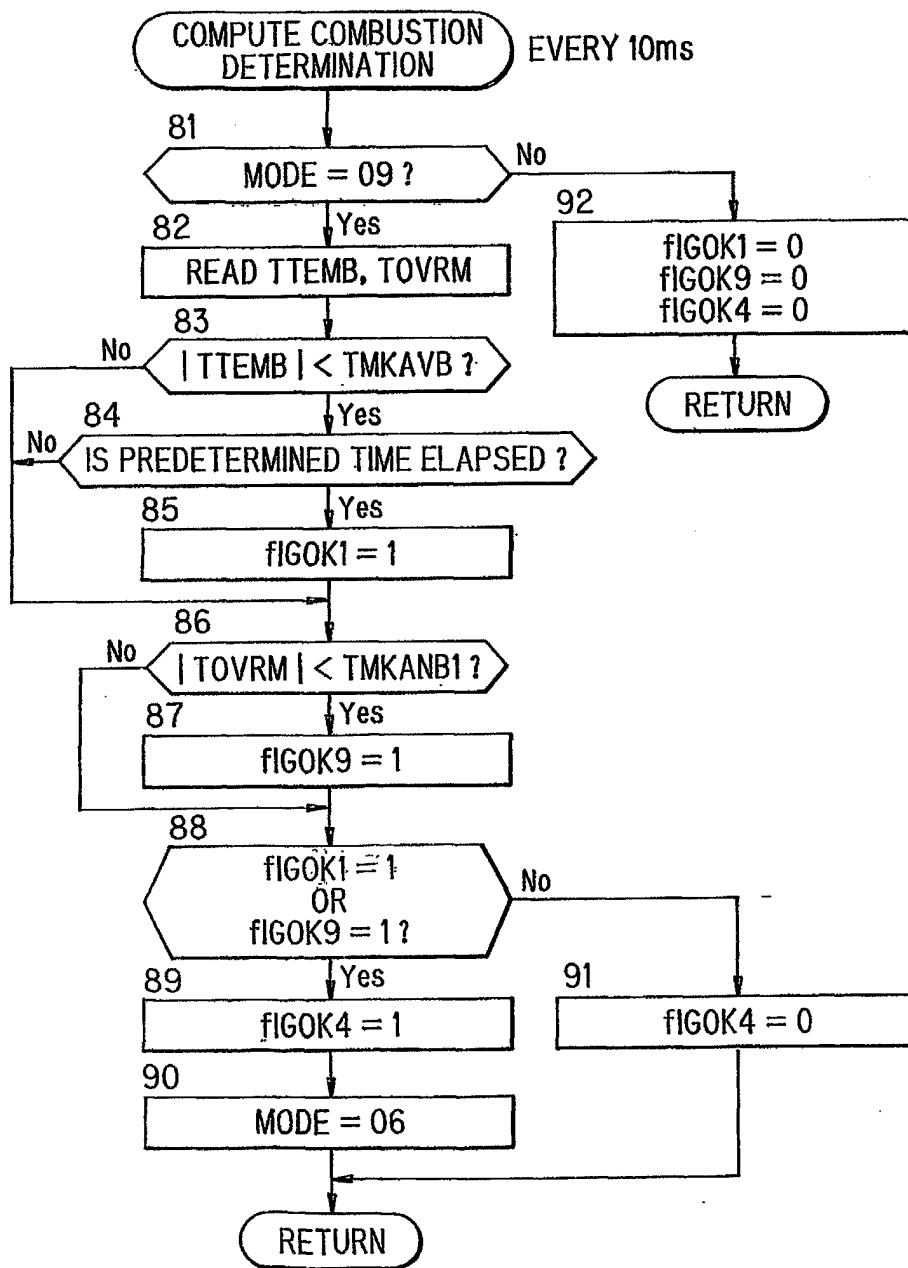 COMPUTE COMBUSTION
DETERMINATION
EVERY 10ms
81
MODE = 09 ?
No
Yes
92
fIGOK1 = 0
fIGOK9 = 0
fIGOK4 = 0
RETURN
82
READ TTEMB, TOVRM
83
No
| TTEMB | < TMKAVB ?
Yes
84
No
IS PREDETERMINED TIME ELAPSED ?
Yes
85
fIGOK1 = 1
86
No
| TOVRM | < TMKANB1 ?
Yes
87
fIGOK9 = 1
88
fIGOK1 = 1
OR
fIGOK9 = 1 ?
No
Yes
89
fIGOK4 = 1
91
fIGOK4 = 0
90
MODE = 06
RETURN